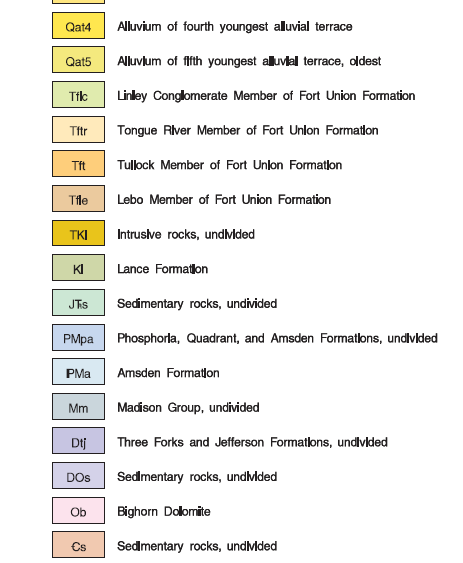 Qat4 Alluvium of fourth youngest alluvial terrace
Qat5 Alluvium of fifth youngest alluvial terrace, oldest
Tflc Linley Conglomerate Member of Fort Union Formation
Tftr Tongue River Member of Fort Union Formation
Tft Tullock Member of Fort Union Formation
Tfle Lebo Member of Fort Union Formation
TKi Intrusive rocks, undivided
Kl Lance Formation
JTRs Sedimentary rocks, undivided
PMpa Phosphoria, Quadrant, and Amsden Formations, undivided
IPMa Amsden Formation
Mm Madison Group, undivided
Dtj Three Forks and Jefferson Formations, undivided
DOs Sedimentary rocks, undivided
Ob Bighorn Dolomite
Ꞓs Sedimentary rocks, undivided